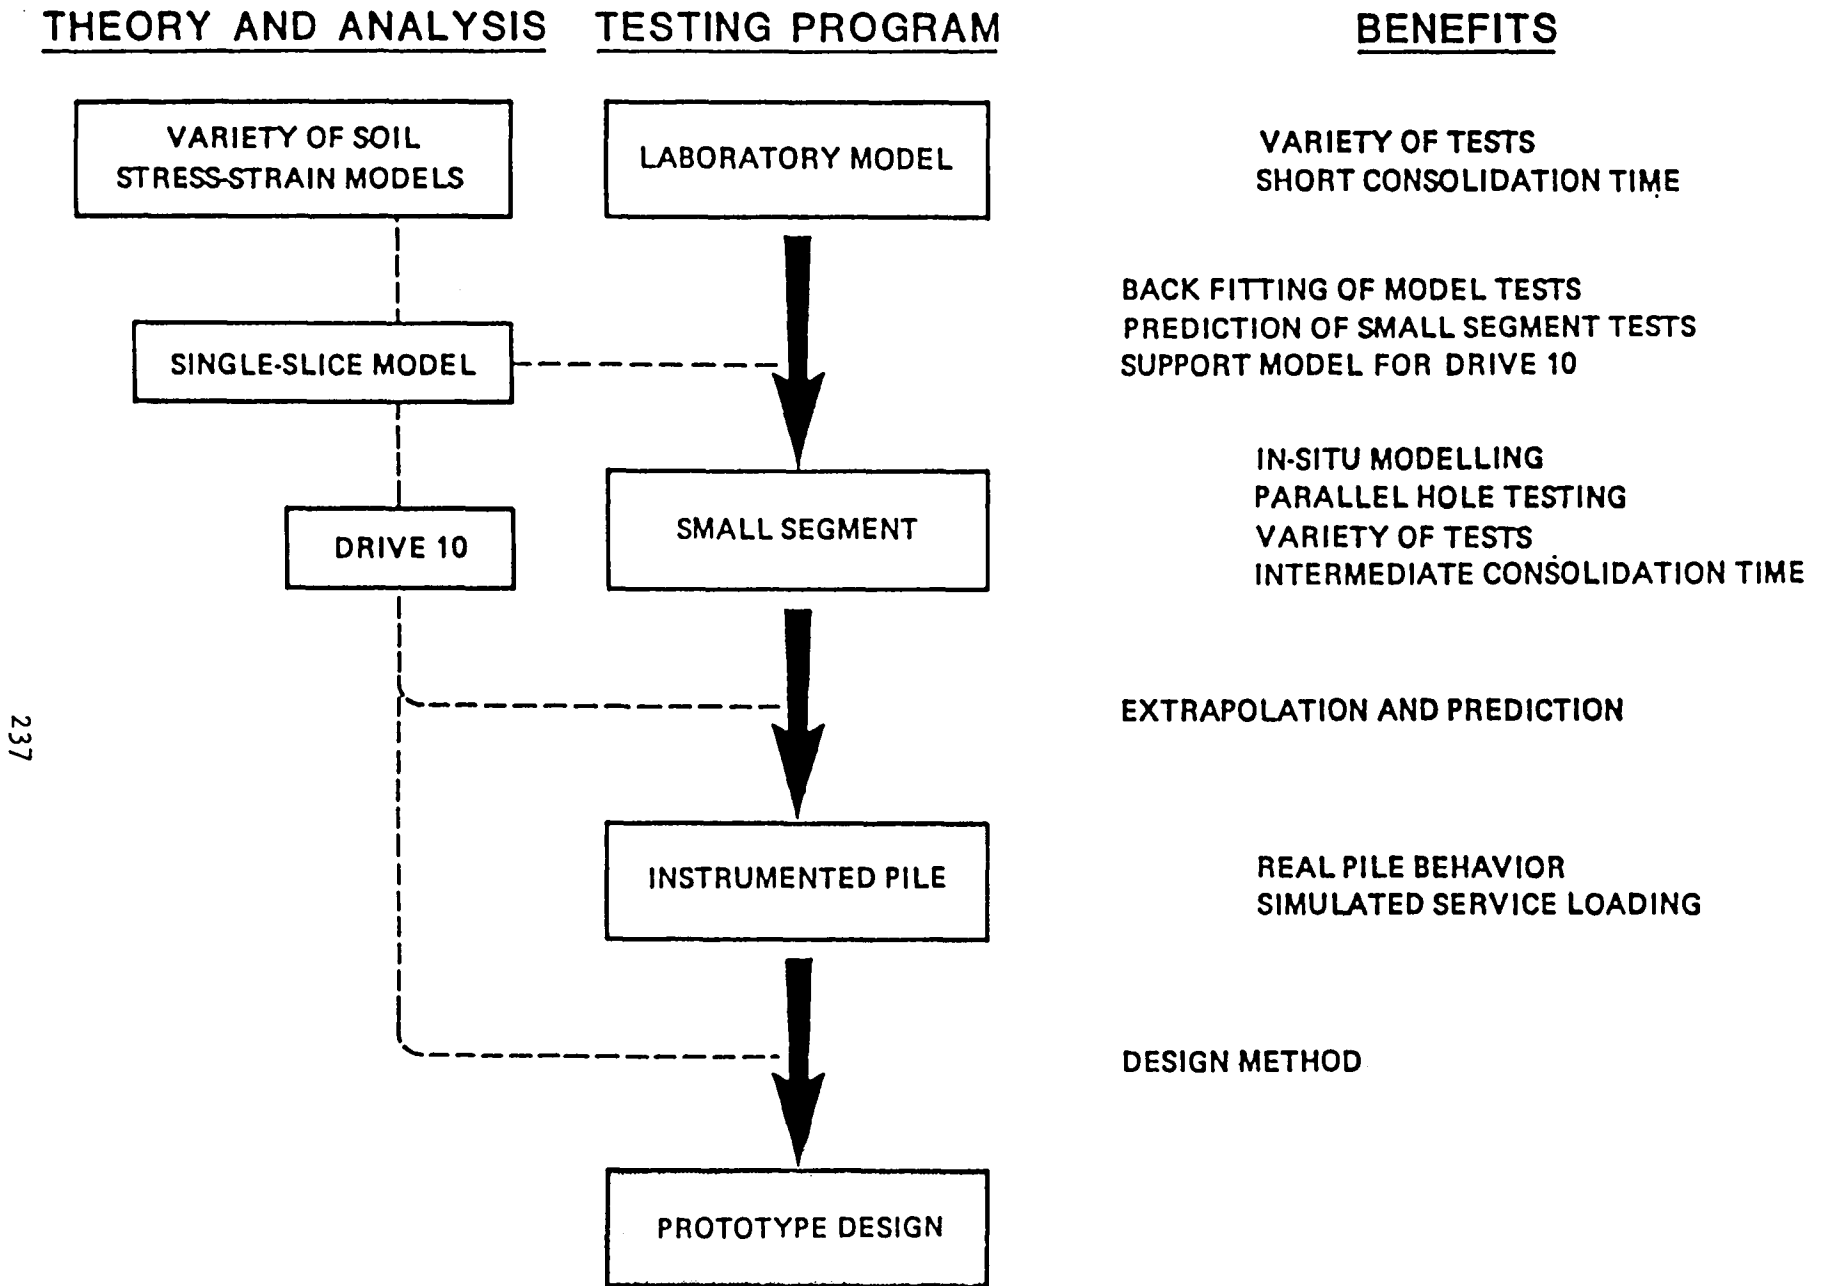 THEORY AND ANALYSIS
TESTING PROGRAM
BENEFITS
VARIETY OF SOIL
STRESS-STRAIN MODELS
LABORATORY MODEL
VARIETY OF TESTS
SHORT CONSOLIDATION TIME
BACK FITTING OF MODEL TESTS
PREDICTION OF SMALL SEGMENT TESTS
SUPPORT MODEL FOR DRIVE 10
SINGLE-SLICE MODEL
IN-SITU MODELLING
PARALLEL HOLE TESTING
VARIETY OF TESTS
INTERMEDIATE CONSOLIDATION TIME
DRIVE 10
SMALL SEGMENT
EXTRAPOLATION AND PREDICTION
237
INSTRUMENTED PILE
REAL PILE BEHAVIOR
SIMULATED SERVICE LOADING
DESIGN METHOD
PROTOTYPE DESIGN